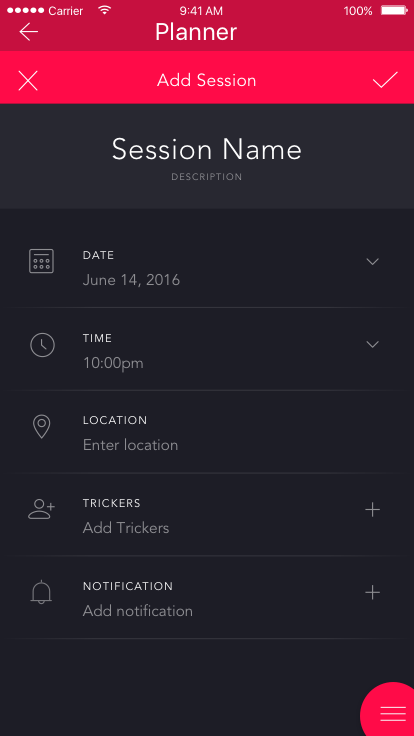 Carrier 9:41 AM 100%
Planner
Add Session
Session Name
DESCRIPTION
DATE
June 14, 2016
TIME
10:00pm
LOCATION
Enter location
TRICKERS
Add Trickers
NOTIFICATION
Add notification